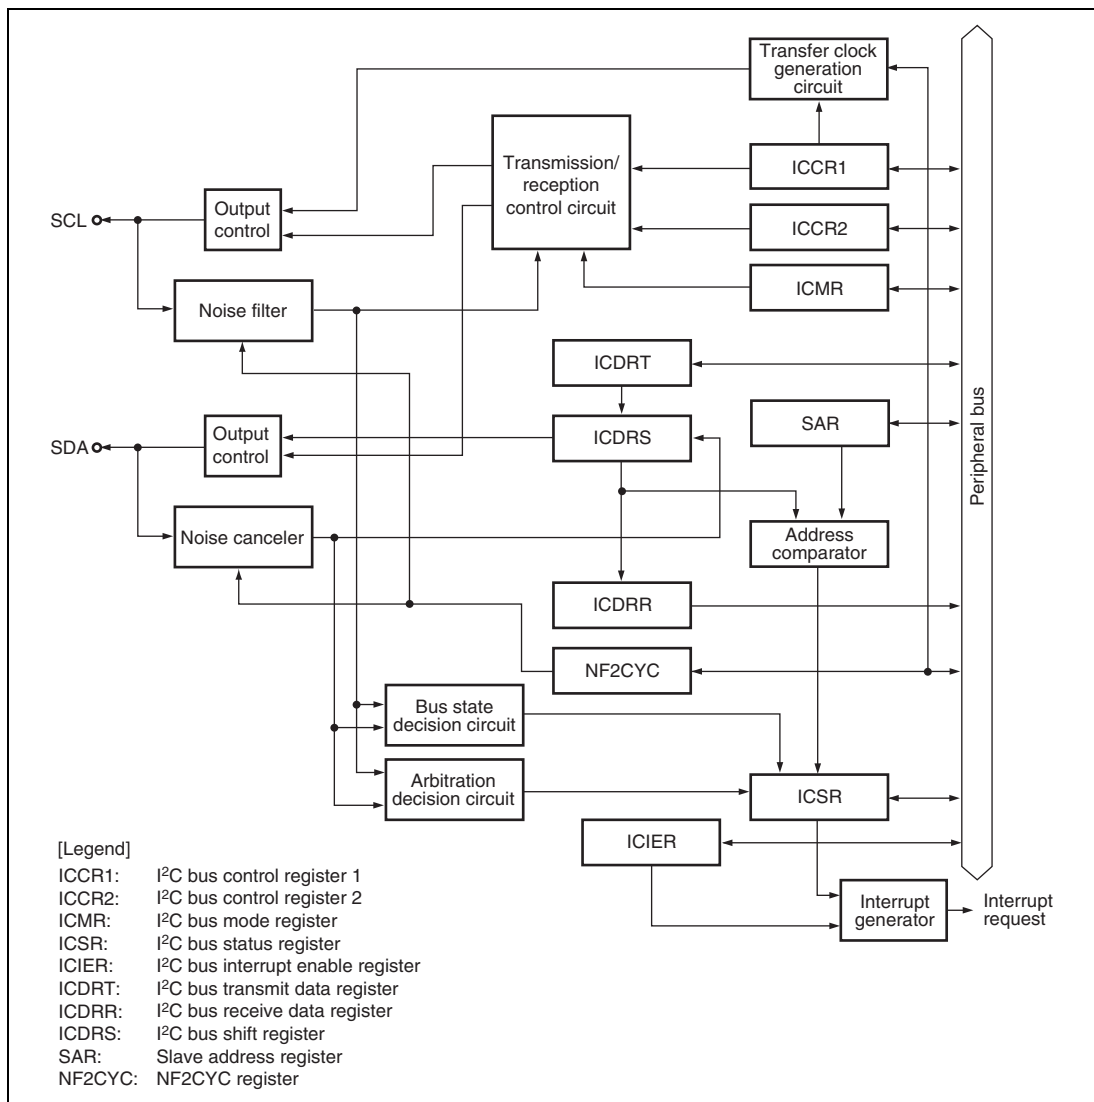 Transfer clock
generation
circuit
Transmission/
reception
control circuit
ICCR1
ICCR2
ICMR
SCL
Output
control
Noise filter
ICDRT
SAR
SDA
Output
control
ICDRS
Peripheral bus
Noise canceler
Address
comparator
ICDRR
NF2CYC
Bus state
decision circuit
Arbitration
decision circuit
ICSR
ICIER
Interrupt
generator
Interrupt
request
[Legend]
ICCR1: I²C bus control register 1
ICCR2: I²C bus control register 2
ICMR: I²C bus mode register
ICSR: I²C bus status register
ICIER: I²C bus interrupt enable register
ICDRT: I²C bus transmit data register
ICDRR: I²C bus receive data register
ICDRS: I²C bus shift register
SAR: Slave address register
NF2CYC: NF2CYC register